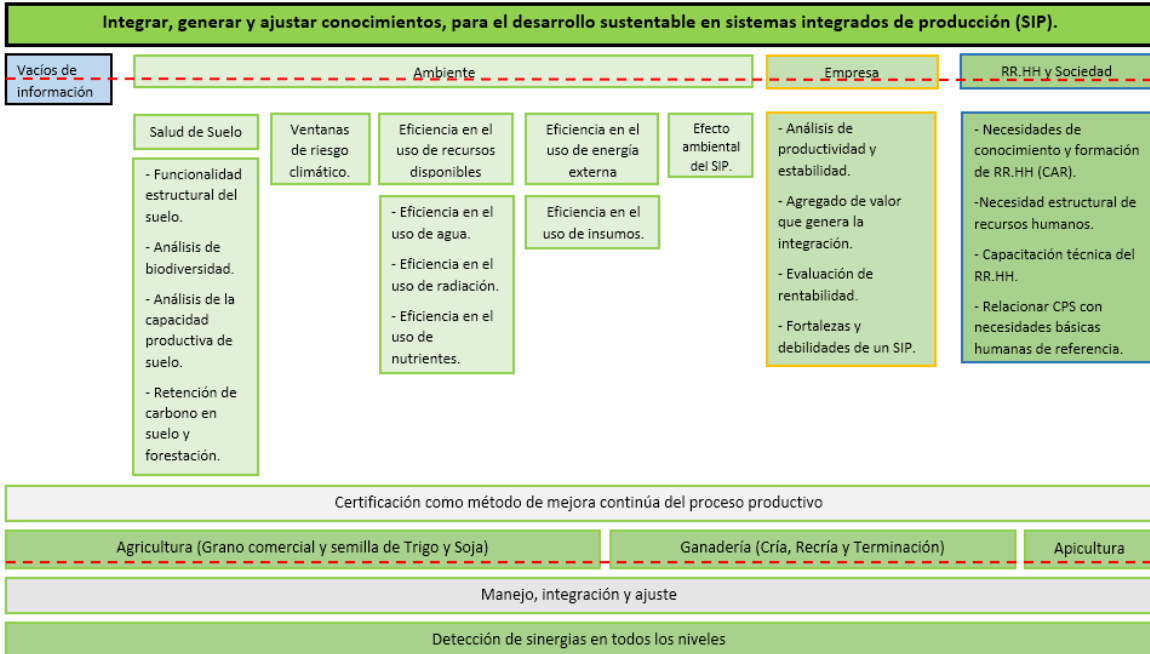 Integrar, generar y ajustar conocimientos, para el desarrollo sustentable en sistemas integrados de producción (SIP).
Vacíos de
información
Ambiente
Empresa
RR.HH y Sociedad
Salud de Suelo
- Funcionalidad
estructural del
suelo.
- Análisis de
biodiversidad.
- Análisis de la
capacidad
productiva de
suelo.
- Retención de
carbono en
suelo y
forestación.
Ventanas
de riesgo
climático.
Eficiencia en el
uso de recursos
disponibles
- Eficiencia en el
uso de agua.
- Eficiencia en el
uso de radiación.
- Eficiencia en el
uso de
nutrientes.
Eficiencia en el
uso de energía
externa
Eficiencia en el
uso de insumos.
Efecto
ambiental
del SIP.
- Análisis de
productividad y
estabilidad.
- Agregado de valor
que genera la
integración.
- Evaluación de
rentabilidad.
- Fortalezas y
debilidades de un SIP.
- Necesidades de
conocimiento y formación
de RR.HH (CAR).
-Necesidad estructural de
recursos humanos.
- Capacitación técnica del
RR.HH.
- Relacionar CPS con
necesidades básicas
humanas de referencia.
Certificación como método de mejora continúa del proceso productivo
Agricultura (Grano comercial y semilla de Trigo y Soja)
Ganadería (Cría, Recría y Terminación)
Apicultura
Manejo, integración y ajuste
Detección de sinergias en todos los niveles